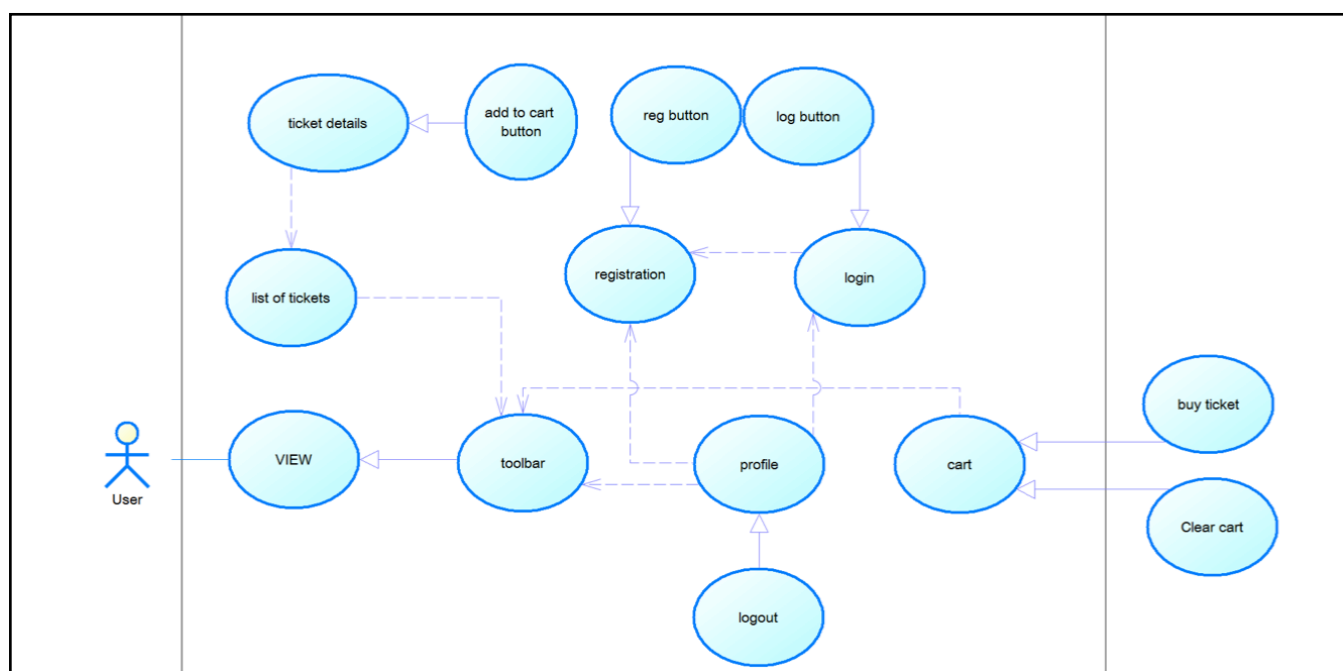 ticket details
add to cart
button
reg button
log button
registration
login
list of tickets
buy ticket
VIEW
toolbar
profile
cart
User
Clear cart
logout